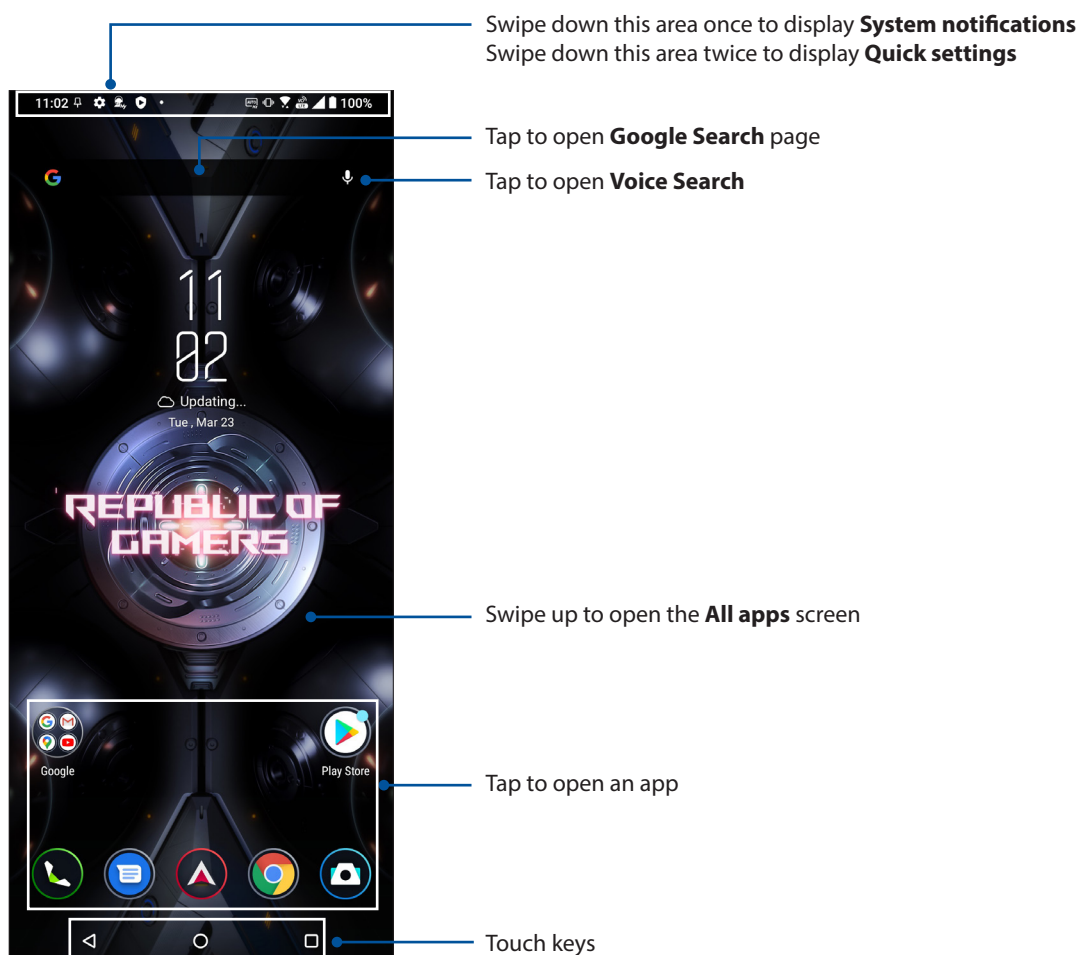 Swipe down this area once to display System notifications
Swipe down this area twice to display Quick settings
11:02
100%
Tap to open Google Search page
Tap to open Voice Search
11
02
Updating...
Tue , Mar 23
REPUBLIC OF
GAMERS
Swipe up to open the All apps screen
Google
Play Store
Tap to open an app
Touch keys